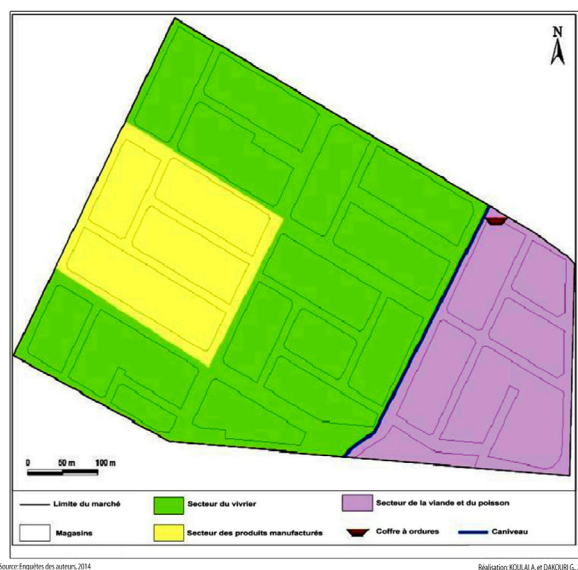 N
0 50 m 100 m
Limite du marché
Secteur du vivrier
Secteur de la viande et du poisson
Magasins
Secteur des produits manufacturés
Coffre à ordures
Caniveau
Source: Enquêtes des auteurs, 2014
Réalisation: KOULAI A. et DAKOURI G.,